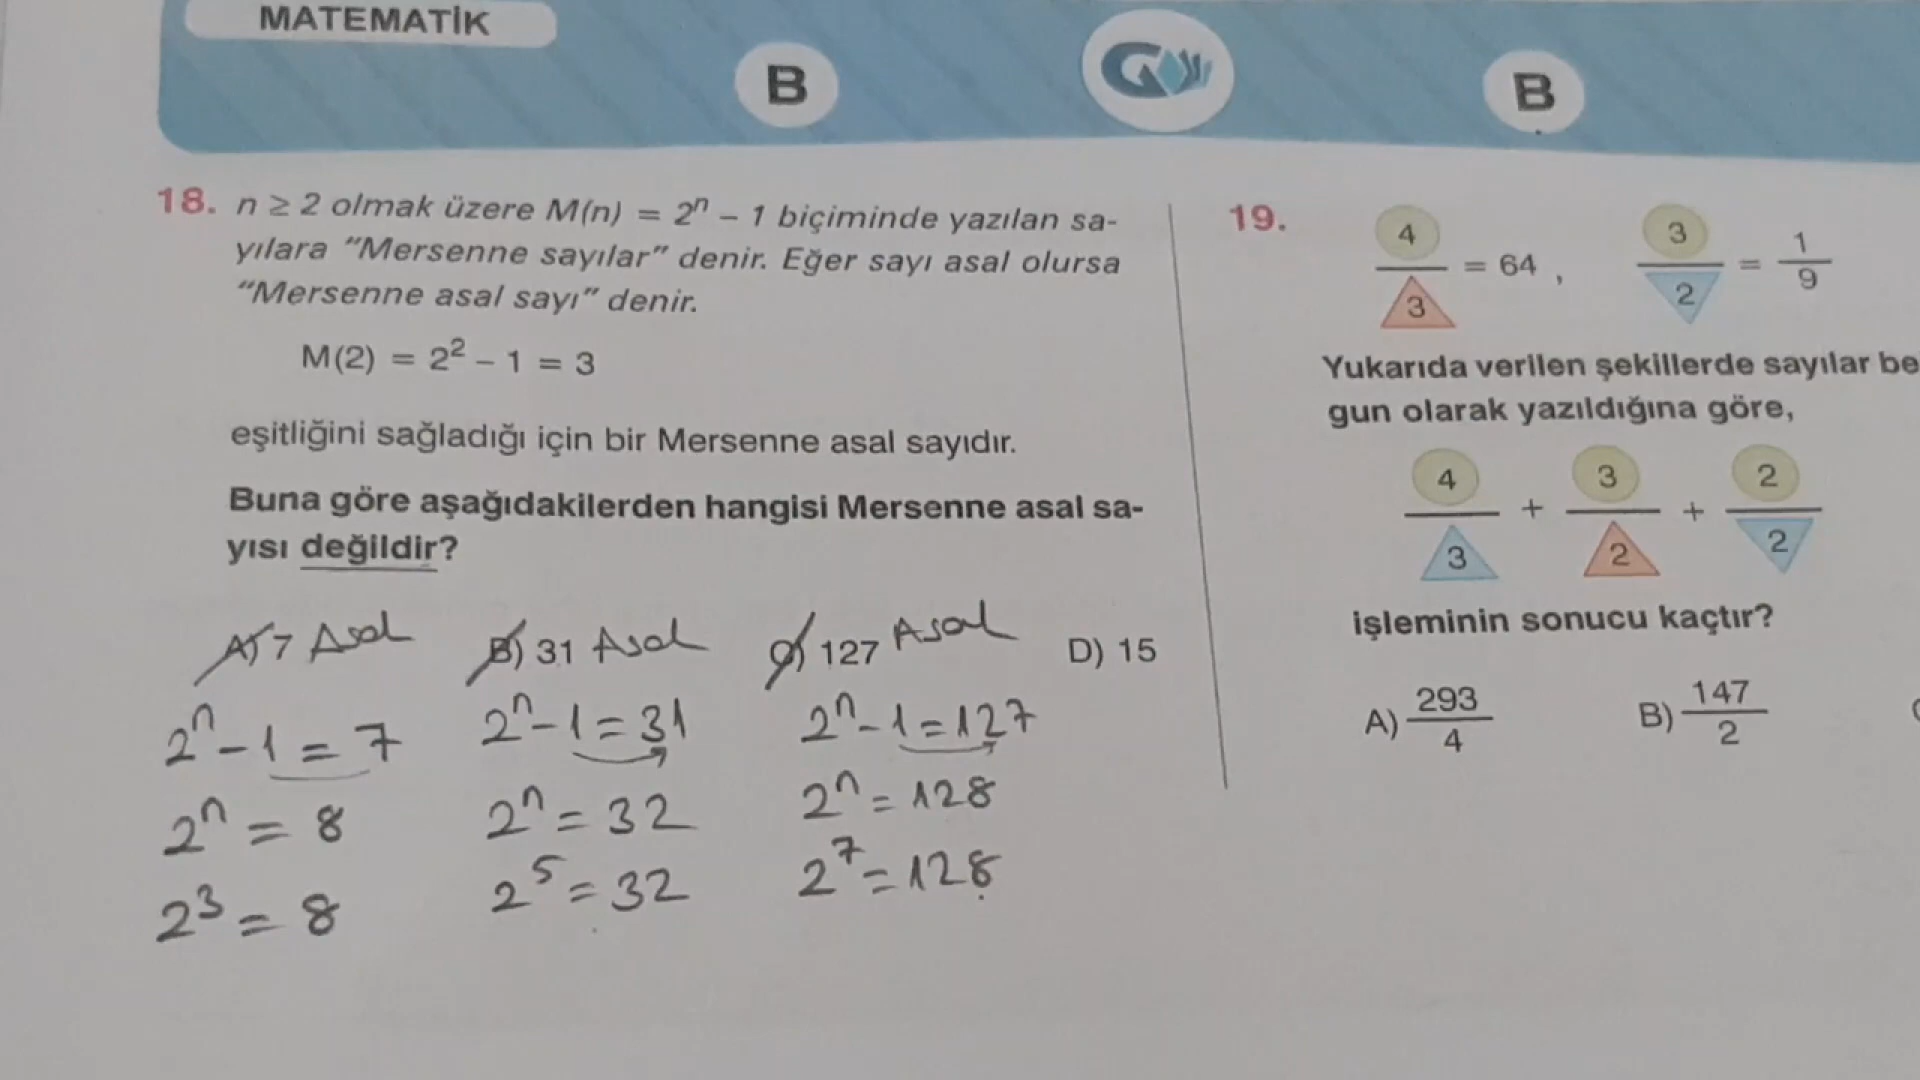 MATEMATİK
B
B
18. n ≥ 2 olmak üzere M(n) = 2ⁿ – 1 biçiminde yazılan sa-
yılara “Mersenne sayılar” denir. Eğer sayı asal olursa
“Mersenne asal sayı” denir.
M(2) = 2² – 1 = 3
eşitliğini sağladığı için bir Mersenne asal sayıdır.
Buna göre aşağıdakilerden hangisi Mersenne asal sa-
yısı değildir?
A) 7 Asal B) 31 Asal C) 127 Asal D) 15
2ⁿ-1=7 2ⁿ-1=31 2ⁿ-1=127
2ⁿ=8 2ⁿ=32 2ⁿ=128
2³=8 2⁵=32 2⁷=128
19.
4/3 = 64 , 3/2 = 1/9
Yukarıda verilen şekillerde sayılar be
gun olarak yazıldığına göre,
4/3 + 3/2 + 2/2
işleminin sonucu kaçtır?
A) 293/4 B) 147/2